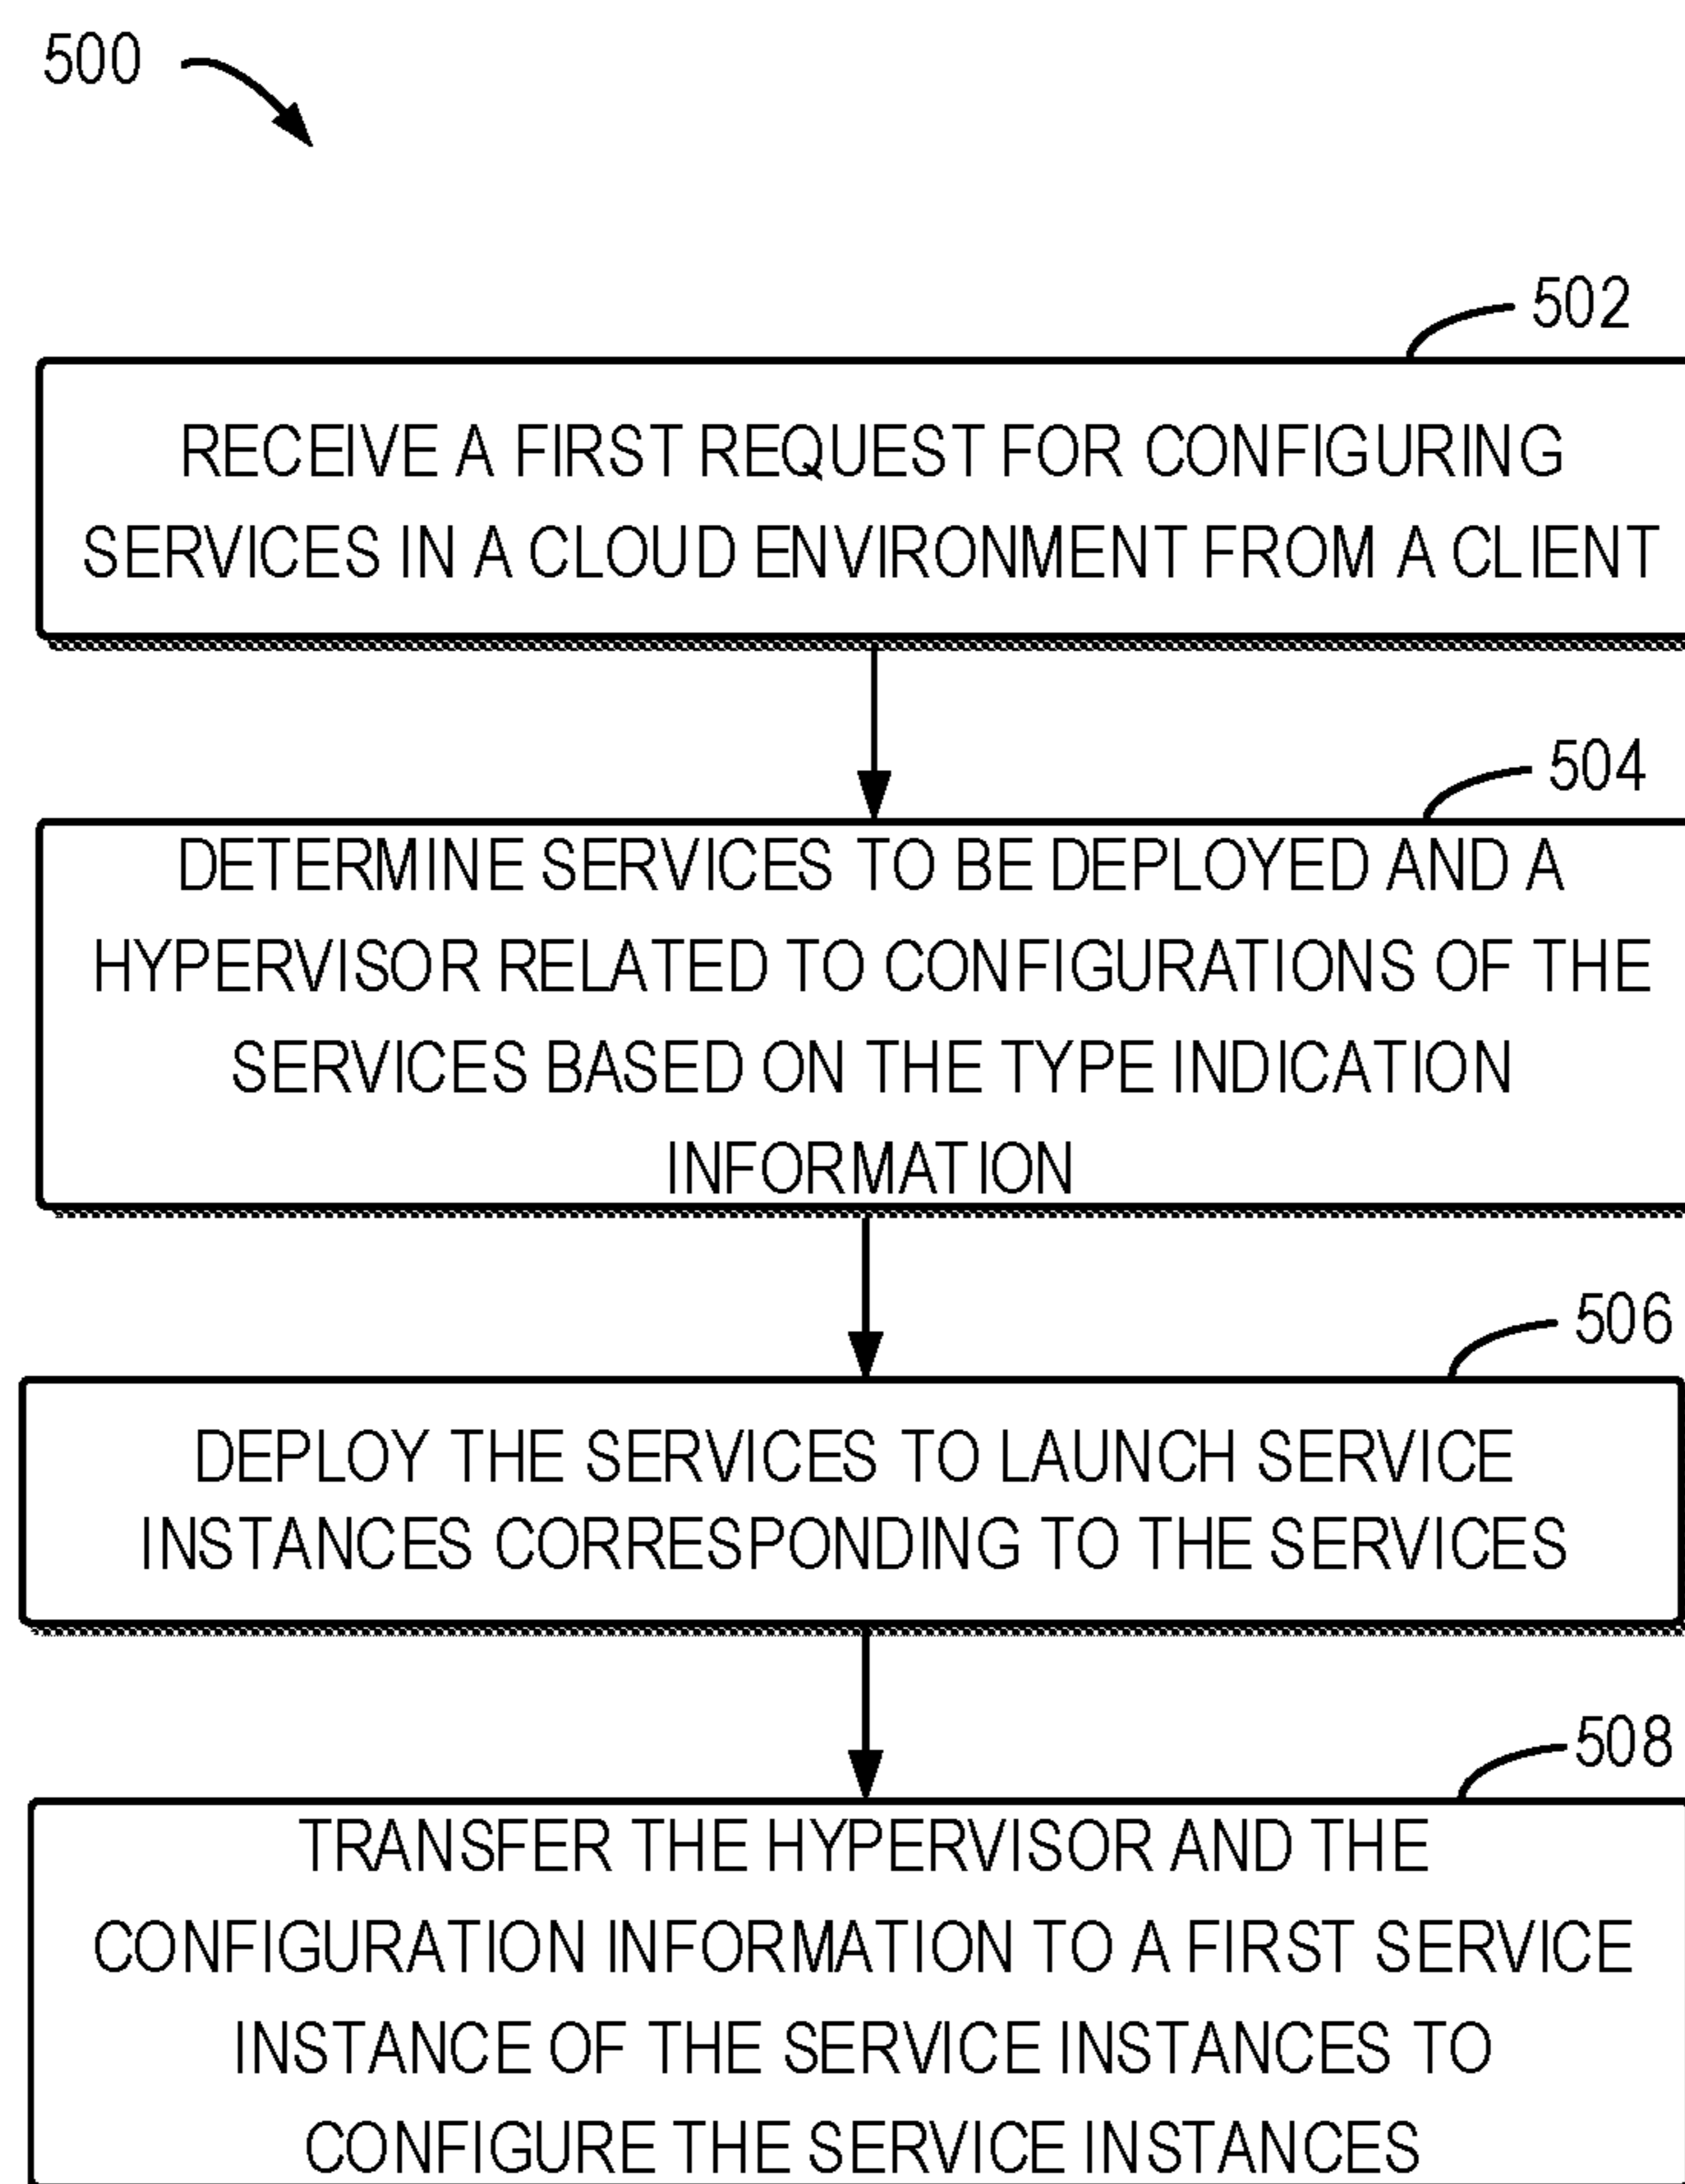 500
502
RECEIVE A FIRST REQUEST FOR CONFIGURING
SERVICES IN A CLOUD ENVIRONMENT FROM A CLIENT
504
DETERMINE SERVICES TO BE DEPLOYED AND A
HYPERVISOR RELATED TO CONFIGURATIONS OF THE
SERVICES BASED ON THE TYPE INDICATION
INFORMATION
506
DEPLOY THE SERVICES TO LAUNCH SERVICE
INSTANCES CORRESPONDING TO THE SERVICES
508
TRANSFER THE HYPERVISOR AND THE
CONFIGURATION INFORMATION TO A FIRST SERVICE
INSTANCE OF THE SERVICE INSTANCES TO
CONFIGURE THE SERVICE INSTANCES